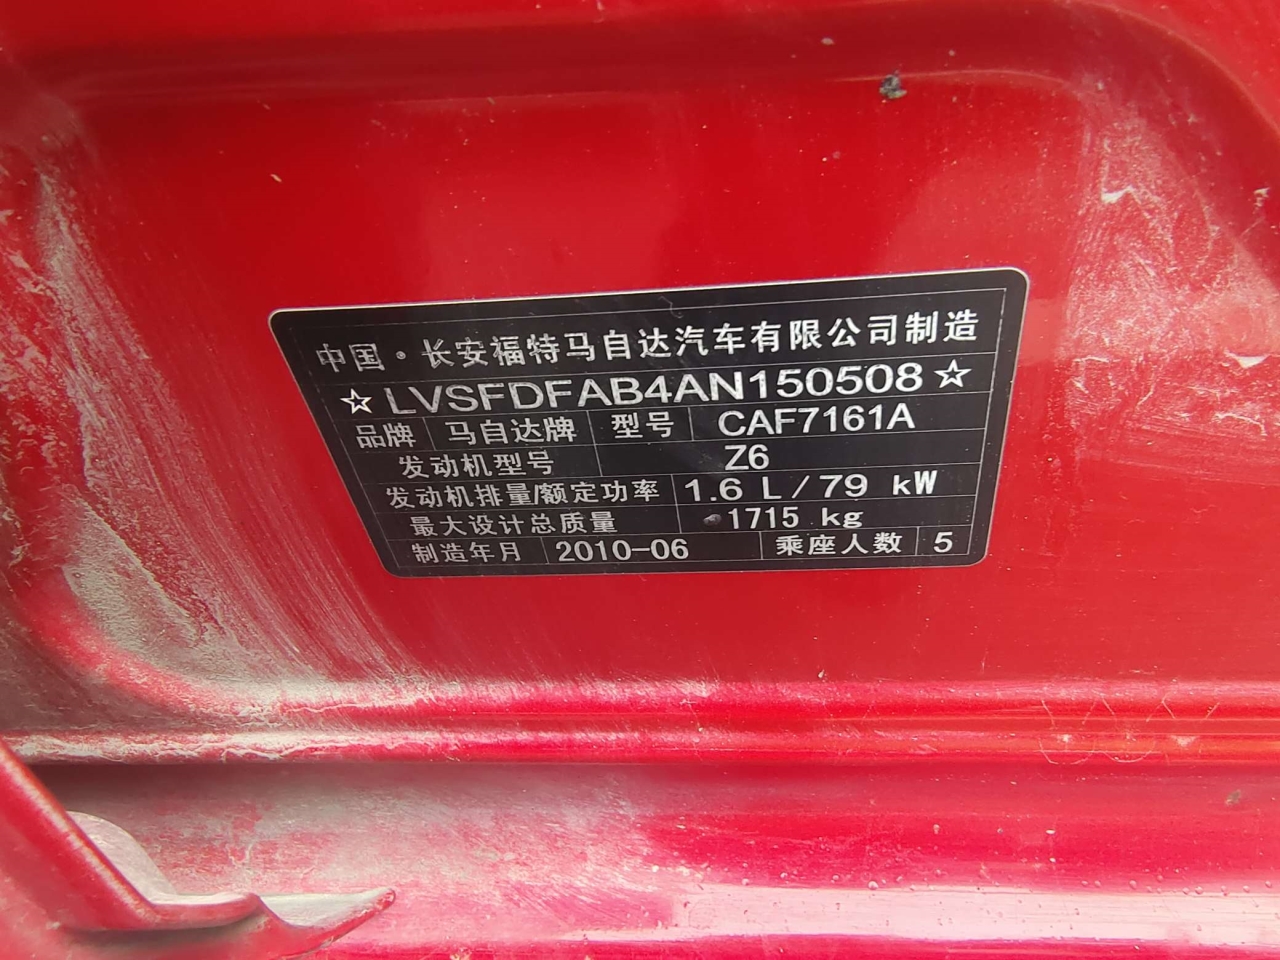 中国·长安福特马自达汽车有限公司制造
☆LVSFDFAB4AN150508☆
品牌 马自达牌 型号 CAF7161A
发动机型号 Z6
发动机排量/额定功率 1.6 L/79 kW
最大设计总质量 1715 kg
制造年月 2010-06 乘座人数 5